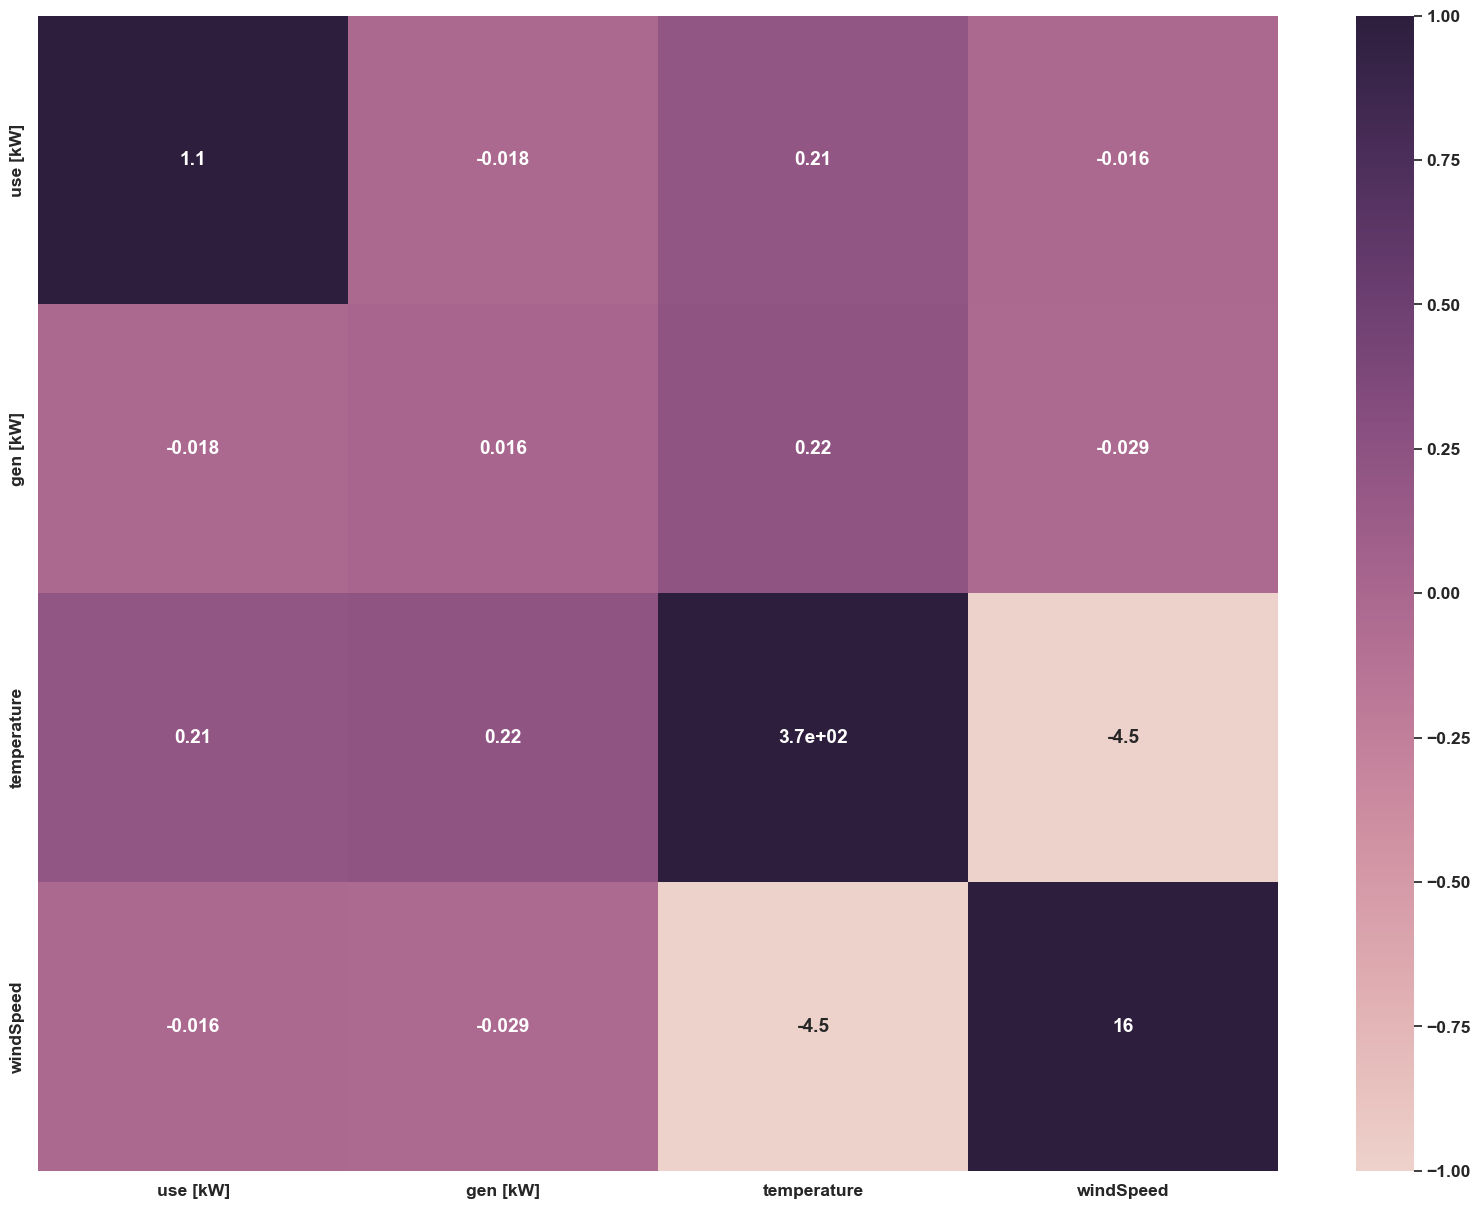 use [kW] 1.1 -0.018 0.21 -0.016
gen [kW] -0.018 0.016 0.22 -0.029
temperature 0.21 0.22 3.7e+02 -4.5
windSpeed -0.016 -0.029 -4.5 16
use [kW] gen [kW] temperature windSpeed
1.00
0.75
0.50
0.25
0.00
−0.25
−0.50
−0.75
−1.00